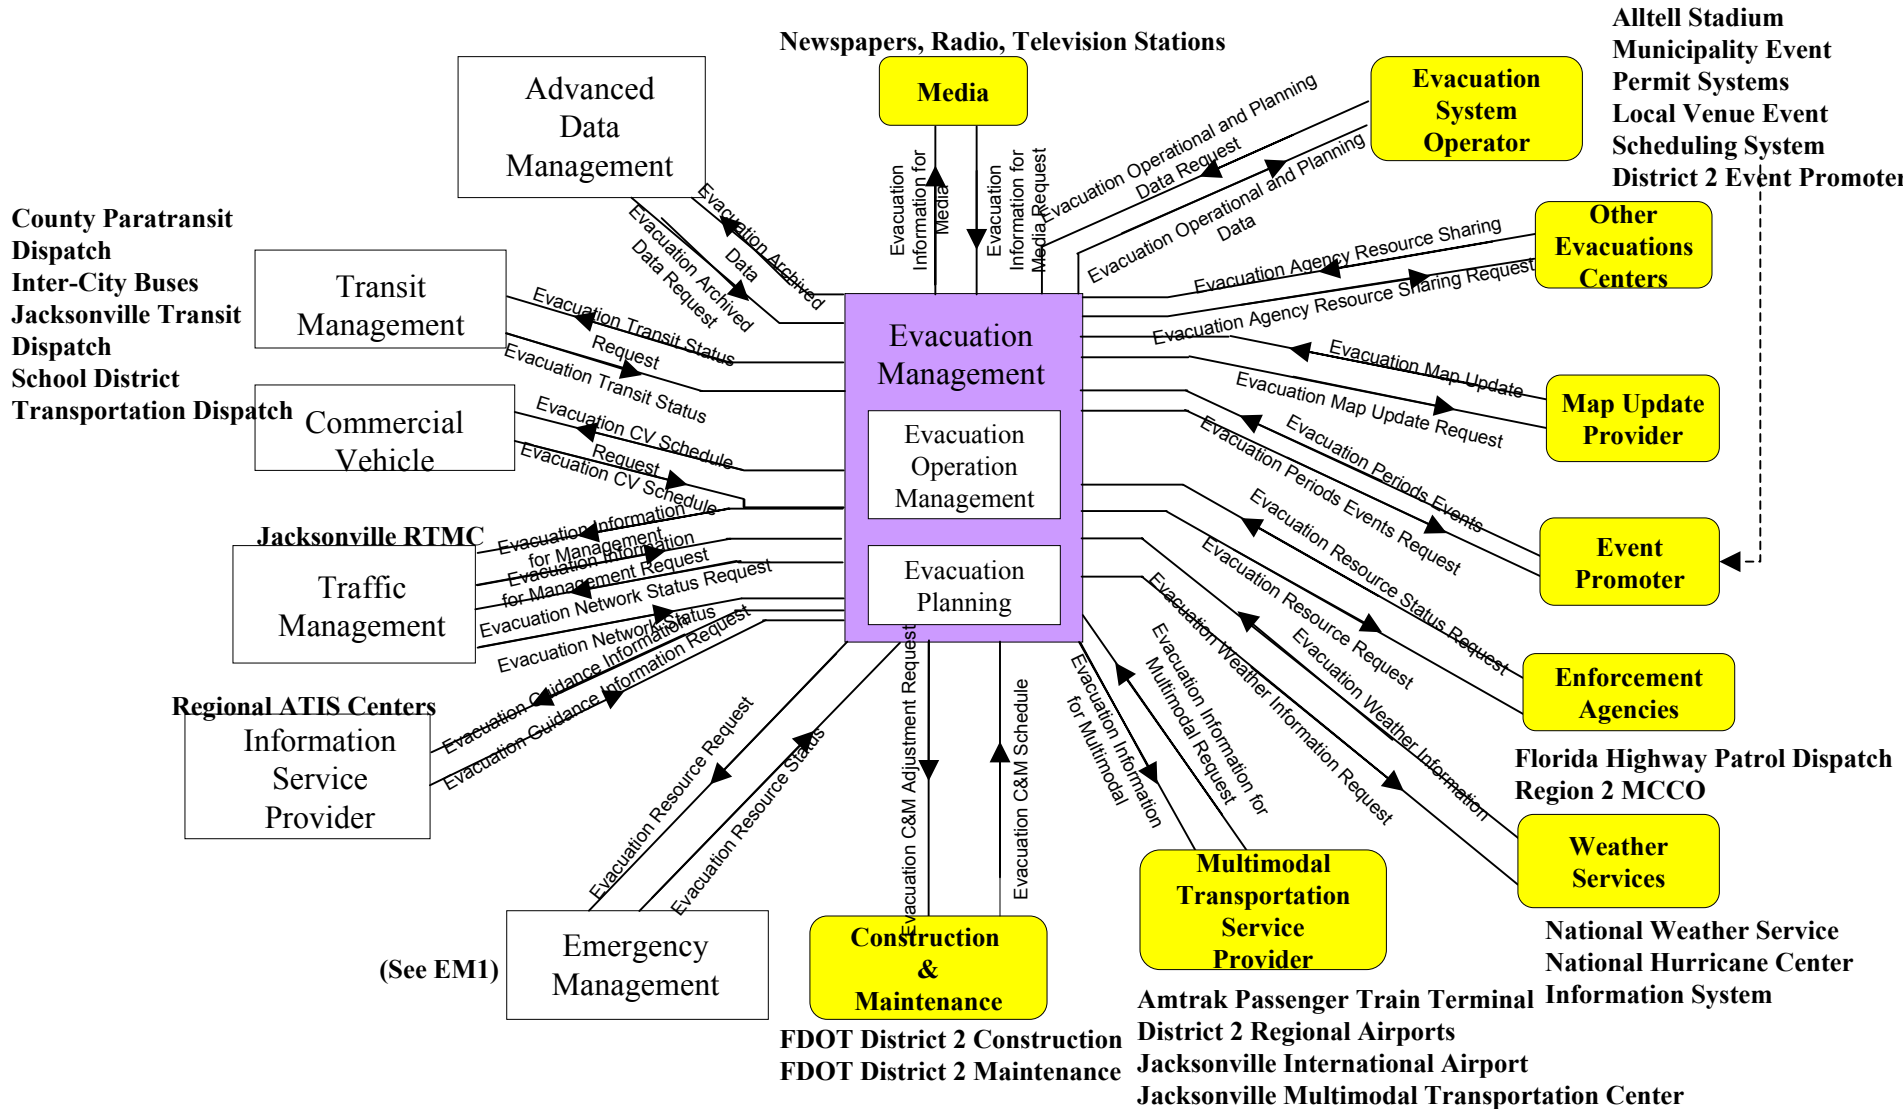 Alltell Stadium
Municipality Event
Permit Systems
Local Venue Event
Scheduling System
District 2 Event Promoter
Newspapers, Radio, Television Stations
Media
Evacuation
System
Operator
Advanced
Data
Management
Evacuation
Information for
Media
Evacuation
Information for
Media Request
Evacuation Operational and Planning
Data Request
Evacuation Operational and Planning
Data
Other
Evacuations
Centers
Evacuation Agency Resource Sharing
Evacuation Agency Resource Sharing Request
Evacuation Archived
Data
Evacuation Archived
Data Request
County Paratransit
Dispatch
Inter-City Buses
Jacksonville Transit
Dispatch
School District
Transportation Dispatch
Transit
Management
Evacuation Transit Status
Request
Evacuation Transit Status
Commercial
Vehicle
Evacuation CV Schedule
Request
Evacuation CV Schedule
Evacuation
Management
Evacuation
Operation
Management
Evacuation
Planning
Evacuation Map Update
Evacuation Map Update Request
Map Update
Provider
Evacuation Periods Events
Evacuation Periods Events Request
Event
Promoter
Jacksonville RTMC
Traffic
Management
Evacuation Information
for Management
Evacuation Information
for Management Request
Evacuation Network Status Request
Evacuation Network Status
Regional ATIS Centers
Information
Service
Provider
Evacuation Guidance Information
Evacuation Guidance Information Request
Evacuation Resource Status Request
Evacuation Resource Request
Enforcement
Agencies
Florida Highway Patrol Dispatch
Region 2 MCCO
Evacuation Weather Information
Evacuation Weather Information Request
Weather
Services
National Weather Service
National Hurricane Center
Information System
Evacuation Resource Request
Evacuation Resource Status
(See EM1)
Emergency
Management
Evacuation C&M Adjustment Request
Evacuation C&M Schedule
Construction
&
Maintenance
FDOT District 2 Construction
FDOT District 2 Maintenance
Evacuation Information
for Multimodal
Evacuation Information for
Multimodal Request
Multimodal
Transportation
Service
Provider
Amtrak Passenger Train Terminal
District 2 Regional Airports
Jacksonville International Airport
Jacksonville Multimodal Transportation Center